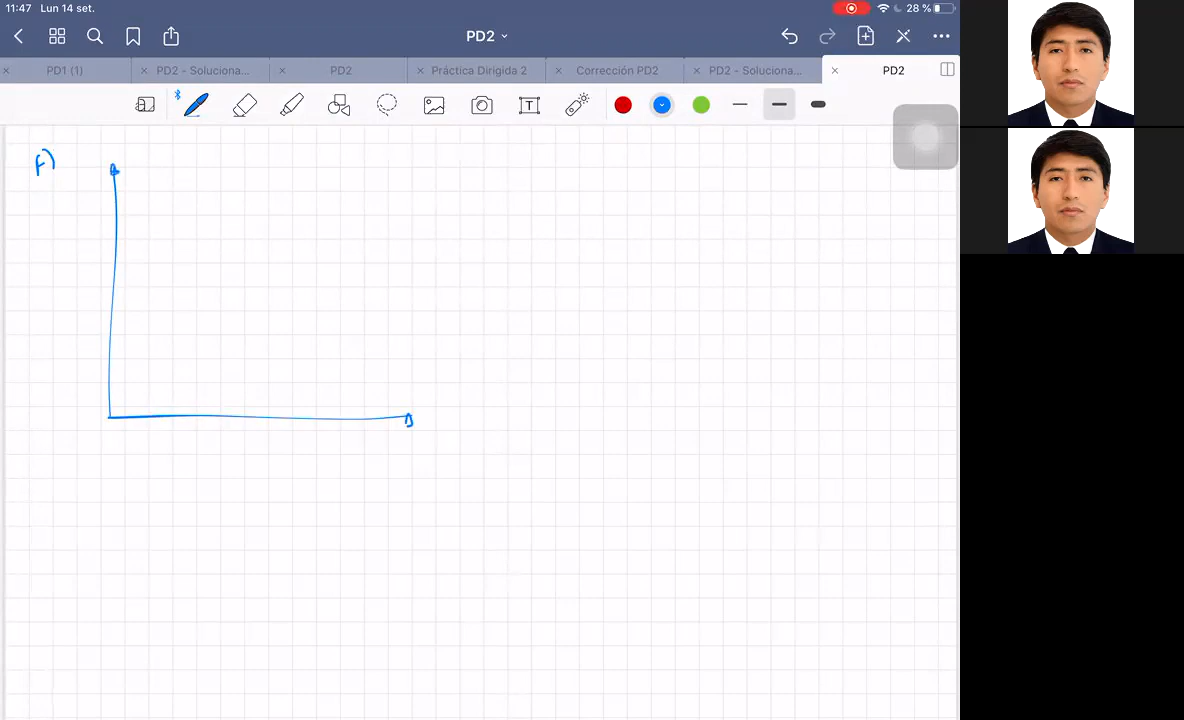 11:47 Lun 14 set. 28 %
PD2
PD1 (1) PD2 - Soluciona... PD2 Práctica Dirigida 2 Corrección PD2 PD2 - Soluciona... PD2
T
F)